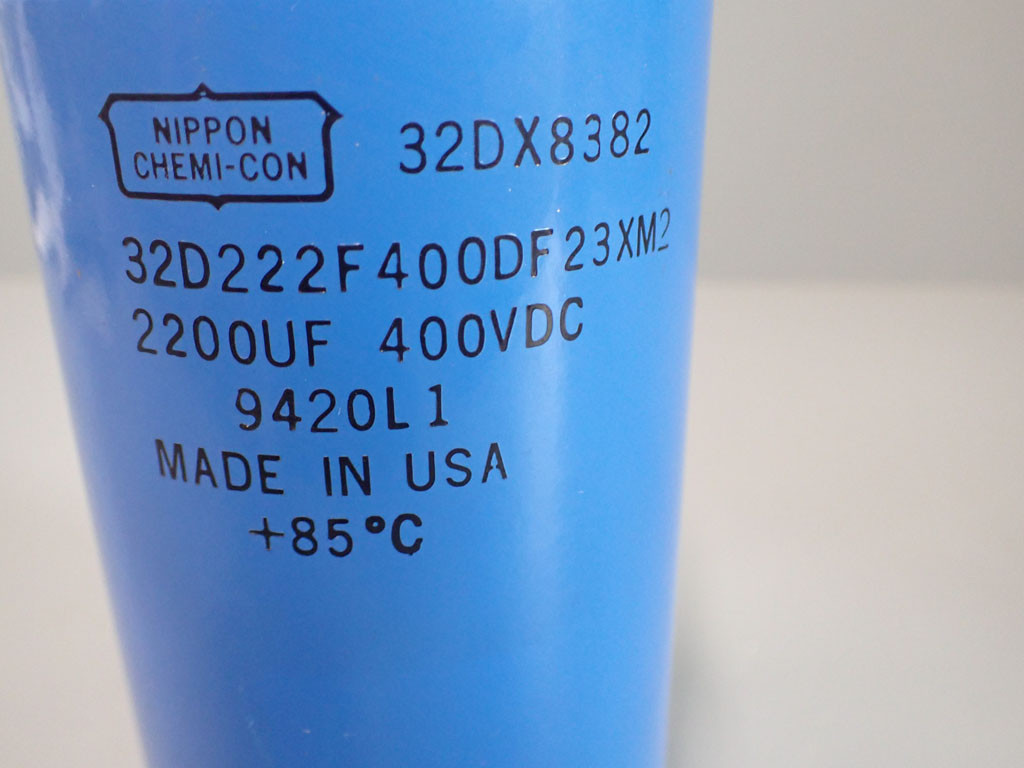 NIPPON
CHEMI-CON
32DX8382
32D222F400DF23XM2
2200UF 400VDC
9420L1
MADE IN USA
+85°C